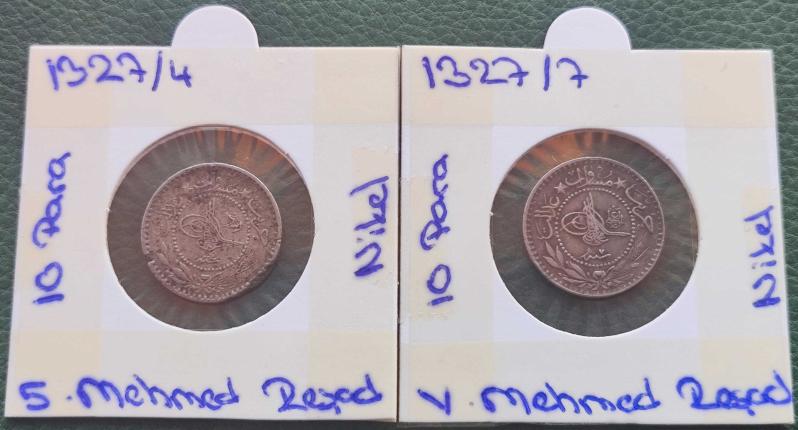 1327/4
10 Para
Nikel
5. Mehmed Reşad
1327/7
10 Para
Nikel
V. Mehmed Reşad